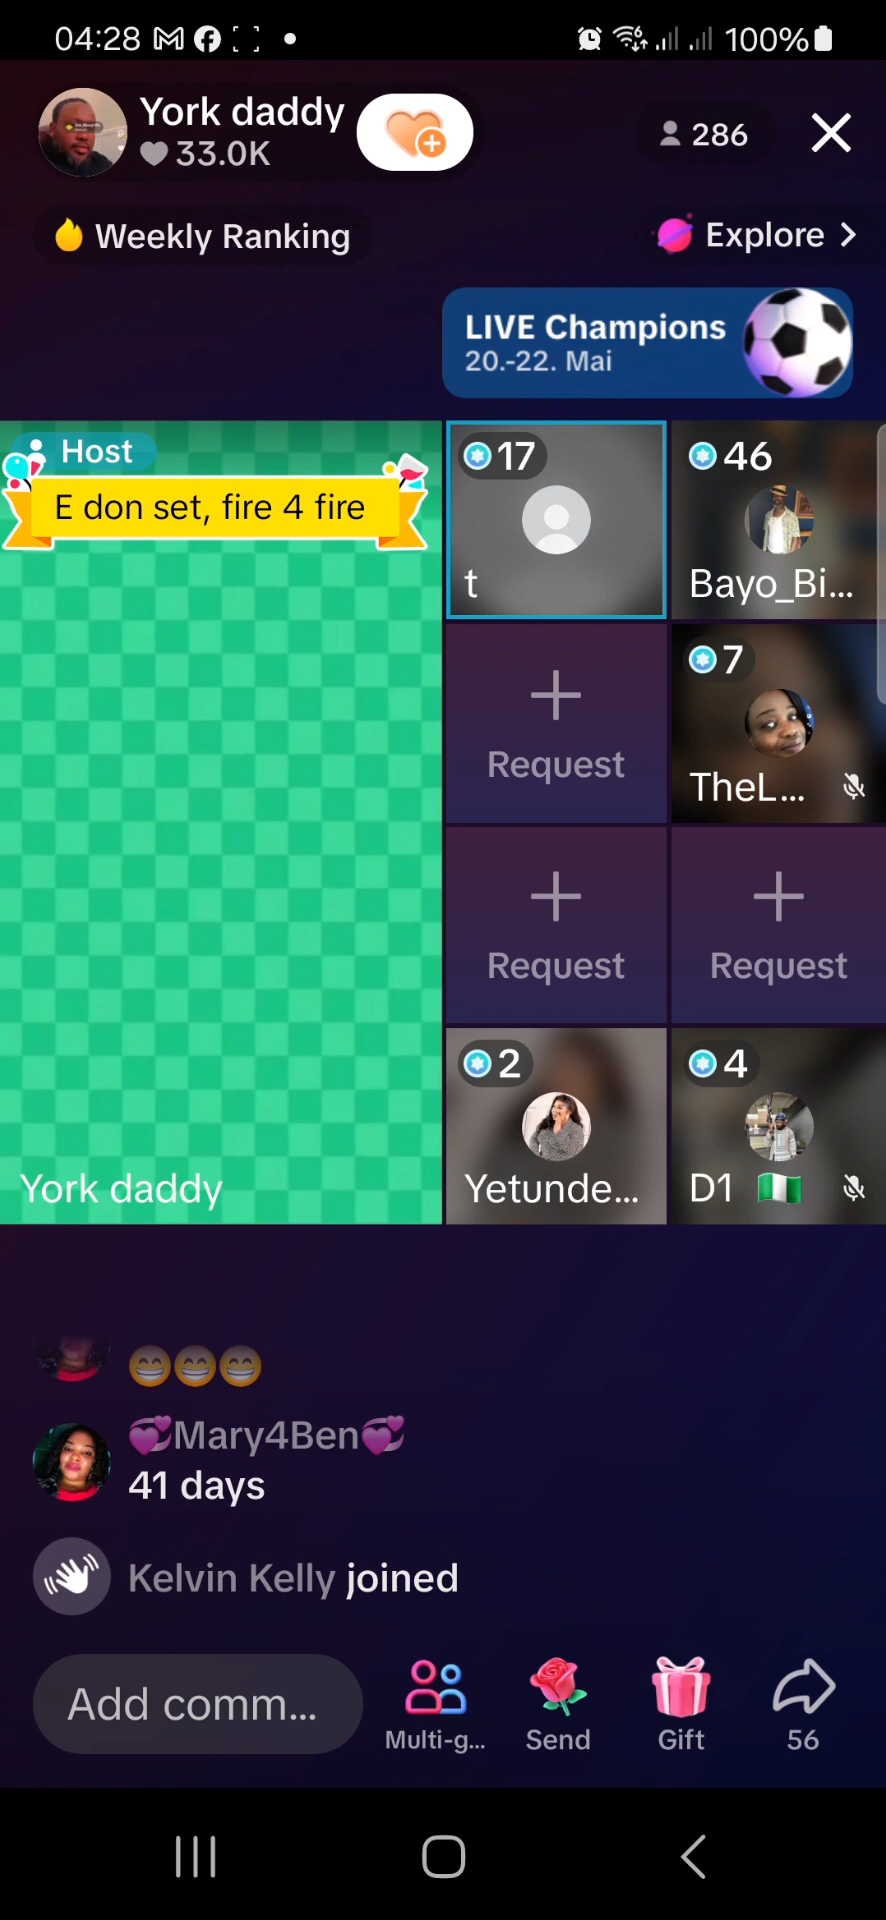 04:28
100%
York daddy
33.0K
286
Weekly Ranking
Explore
LIVE Champions
20.-22. Mai
Host
E don set, fire 4 fire
York daddy
17
t
46
Bayo_Bi...
Request
7
TheL...
Request
Request
2
Yetunde...
4
D1
Mary4Ben
41 days
Kelvin Kelly joined
Add comm...
Multi-g...
Send
Gift
56